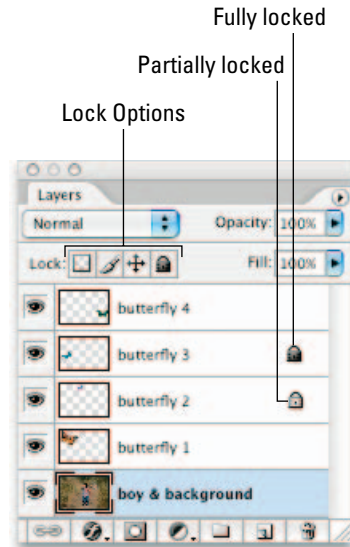 Fully locked
Partially locked
Lock Options
Layers
Normal Opacity: 100%
Lock: Fill: 100%
butterfly 4
butterfly 3
butterfly 2
butterfly 1
boy & background